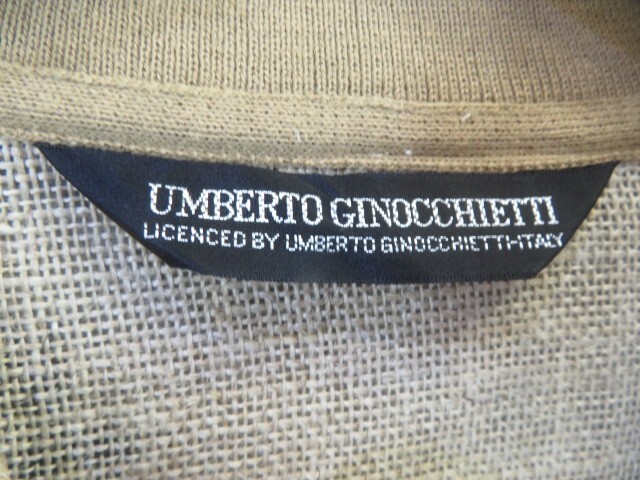 UMBERTO GINOCCHIETTI
LICENCED BY UMBERTO GINOCCHIETTI-ITALY